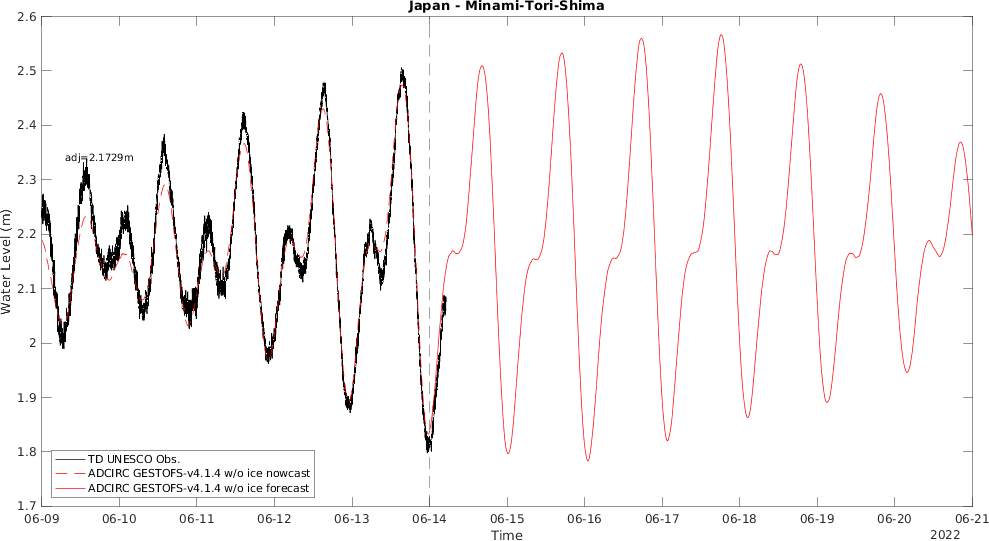 Japan - Minami-Tori-Shima
2.6
2.5
2.4
2.3
2.2
2.1
2
1.9
1.8
1.7
Water Level (m)
adj=2.1729m
TD UNESCO Obs.
ADCIRC GESTOFS-v4.1.4 w/o ice nowcast
ADCIRC GESTOFS-v4.1.4 w/o ice forecast
06-09 06-10 06-11 06-12 06-13 06-14 06-15 06-16 06-17 06-18 06-19 06-20 06-21
Time
2022